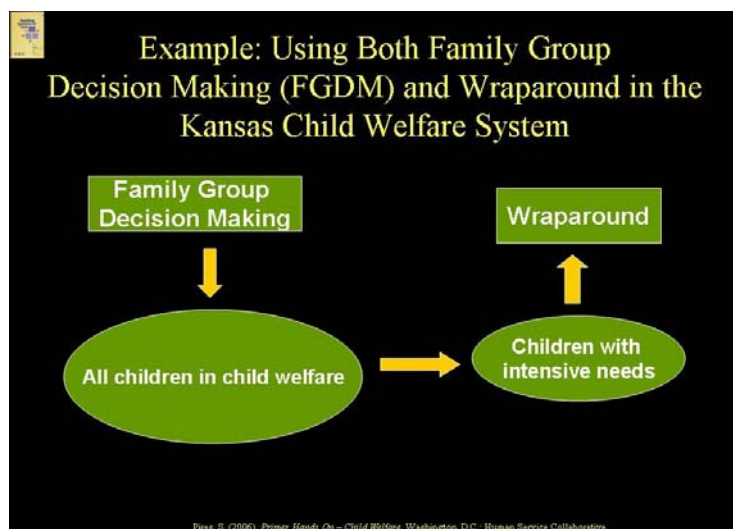 Example: Using Both Family Group
Decision Making (FGDM) and Wraparound in the
Kansas Child Welfare System
Family Group
Decision Making
Wraparound
All children in child welfare
Children with
intensive needs
Pires, S. (2006). Primer Hands On – Child Welfare. Washington, D.C.: Human Service Collaborative